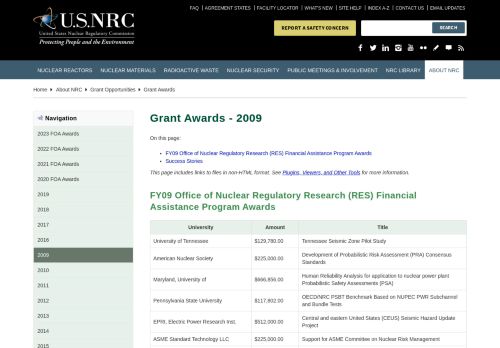 FAQ | AGREEMENT STATES | FACILITY LOCATOR | WHAT'S NEW | SITE HELP | INDEX A-Z | CONTACT US | EMAIL UPDATES
U.S.NRC
United States Nuclear Regulatory Commission
Protecting People and the Environment
REPORT A SAFETY CONCERN
SEARCH
NUCLEAR REACTORS
NUCLEAR MATERIALS
RADIOACTIVE WASTE
NUCLEAR SECURITY
PUBLIC MEETINGS & INVOLVEMENT
NRC LIBRARY
ABOUT NRC
Home
About NRC
Grant Opportunities
Grant Awards
Navigation
2023 FOA Awards
2022 FOA Awards
2021 FOA Awards
2020 FOA Awards
2019
2018
2017
2016
2009
2010
2011
2012
2013
2014
2015
Grant Awards - 2009
On this page:
FY09 Office of Nuclear Regulatory Research (RES) Financial Assistance Program Awards
Success Stories
This page includes links to files in non-HTML format. See Plugins, Viewers, and Other Tools for more information.
FY09 Office of Nuclear Regulatory Research (RES) Financial
Assistance Program Awards
University Amount Title
University of Tennessee $129,780.00 Tennessee Seismic Zone Pilot Study
American Nuclear Society $225,000.00 Development of Probabilistic Risk Assessment (PRA) Consensus
Standards
Maryland, University of $666,856.00 Human Reliability Analysis for application to nuclear power plant
Probabilistic Safety Assessments (PSA)
Pennsylvania State University $117,802.00 OECD/NRC PSBT Benchmark Based on NUPEC PWR Subchannel
and Bundle Tests
EPRI, Electric Power Research Inst. $512,000.00 Central and eastern United States (CEUS) Seismic Hazard Update
Project
ASME Standard Technology LLC $225,000.00 Support for ASME Committee on Nuclear Risk Management